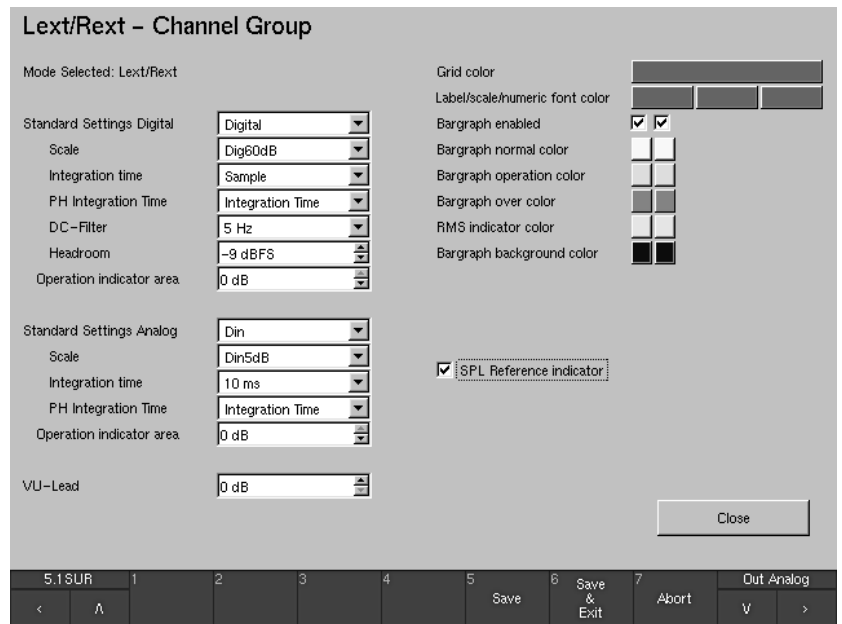 Lext/Rext – Channel Group
Mode Selected: Lext/Rext
Standard Settings Digital Digital
Scale Dig60dB
Integration time Sample
PH Integration Time Integration Time
DC-Filter 5 Hz
Headroom -9 dBFS
Operation indicator area 0 dB
Standard Settings Analog Din
Scale Din5dB
Integration time 10 ms
PH Integration Time Integration Time
Operation indicator area 0 dB
VU-Lead 0 dB
Grid color
Label/scale/numeric font color
Bargraph enabled
Bargraph normal color
Bargraph operation color
Bargraph over color
RMS indicator color
Bargraph background color
SPL Reference indicator
Close
5.1SUR 1 2 3 4 5 6 7 Out Analog
< Λ Save Save & Exit Abort V >